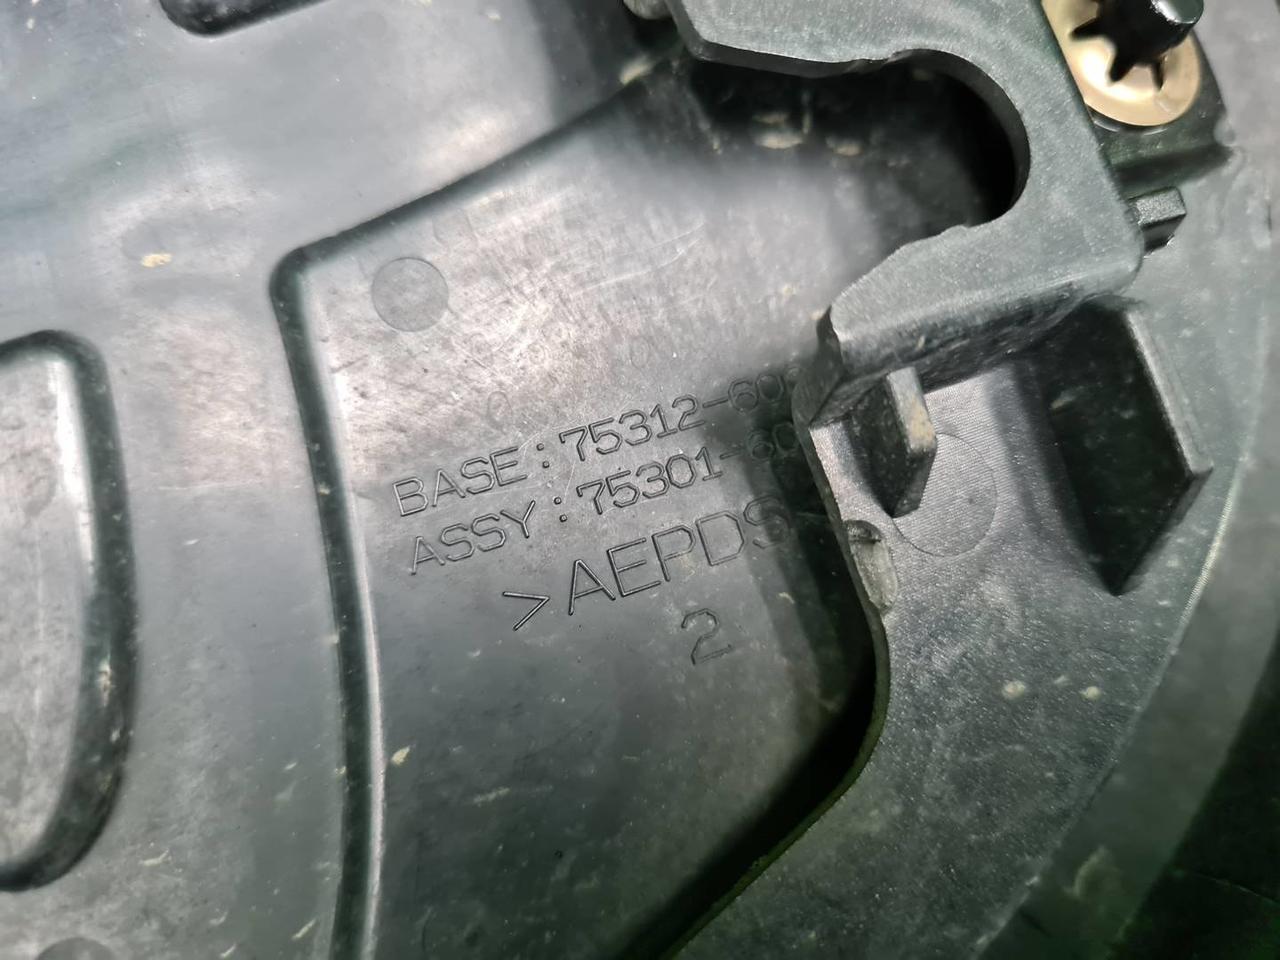 BASE : 75312-60
ASSY : 75301-60
>AEPDS
2